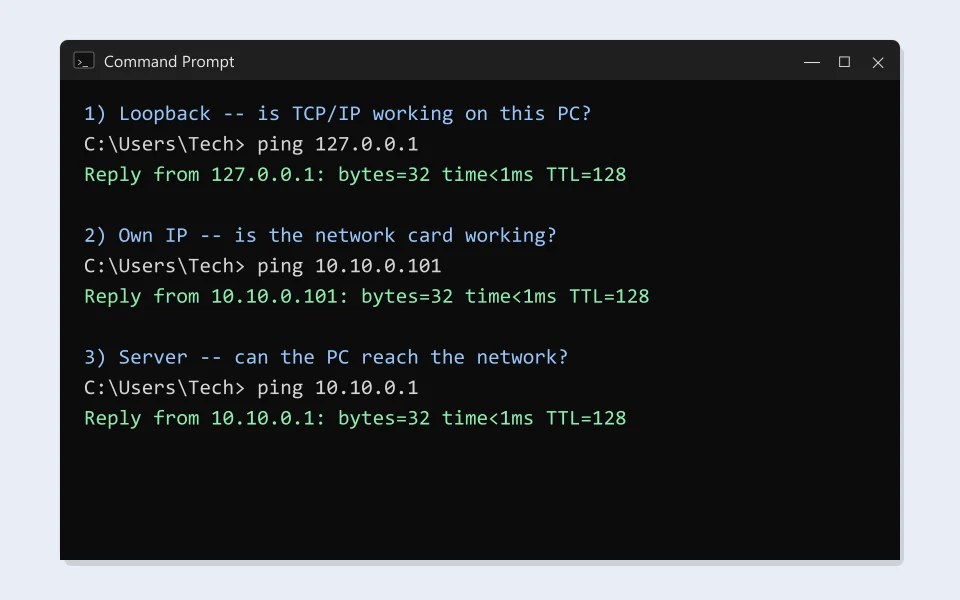 Command Prompt
1) Loopback -- is TCP/IP working on this PC?
C:\Users\Tech> ping 127.0.0.1
Reply from 127.0.0.1: bytes=32 time<1ms TTL=128
2) Own IP -- is the network card working?
C:\Users\Tech> ping 10.10.0.101
Reply from 10.10.0.101: bytes=32 time<1ms TTL=128
3) Server -- can the PC reach the network?
C:\Users\Tech> ping 10.10.0.1
Reply from 10.10.0.1: bytes=32 time<1ms TTL=128